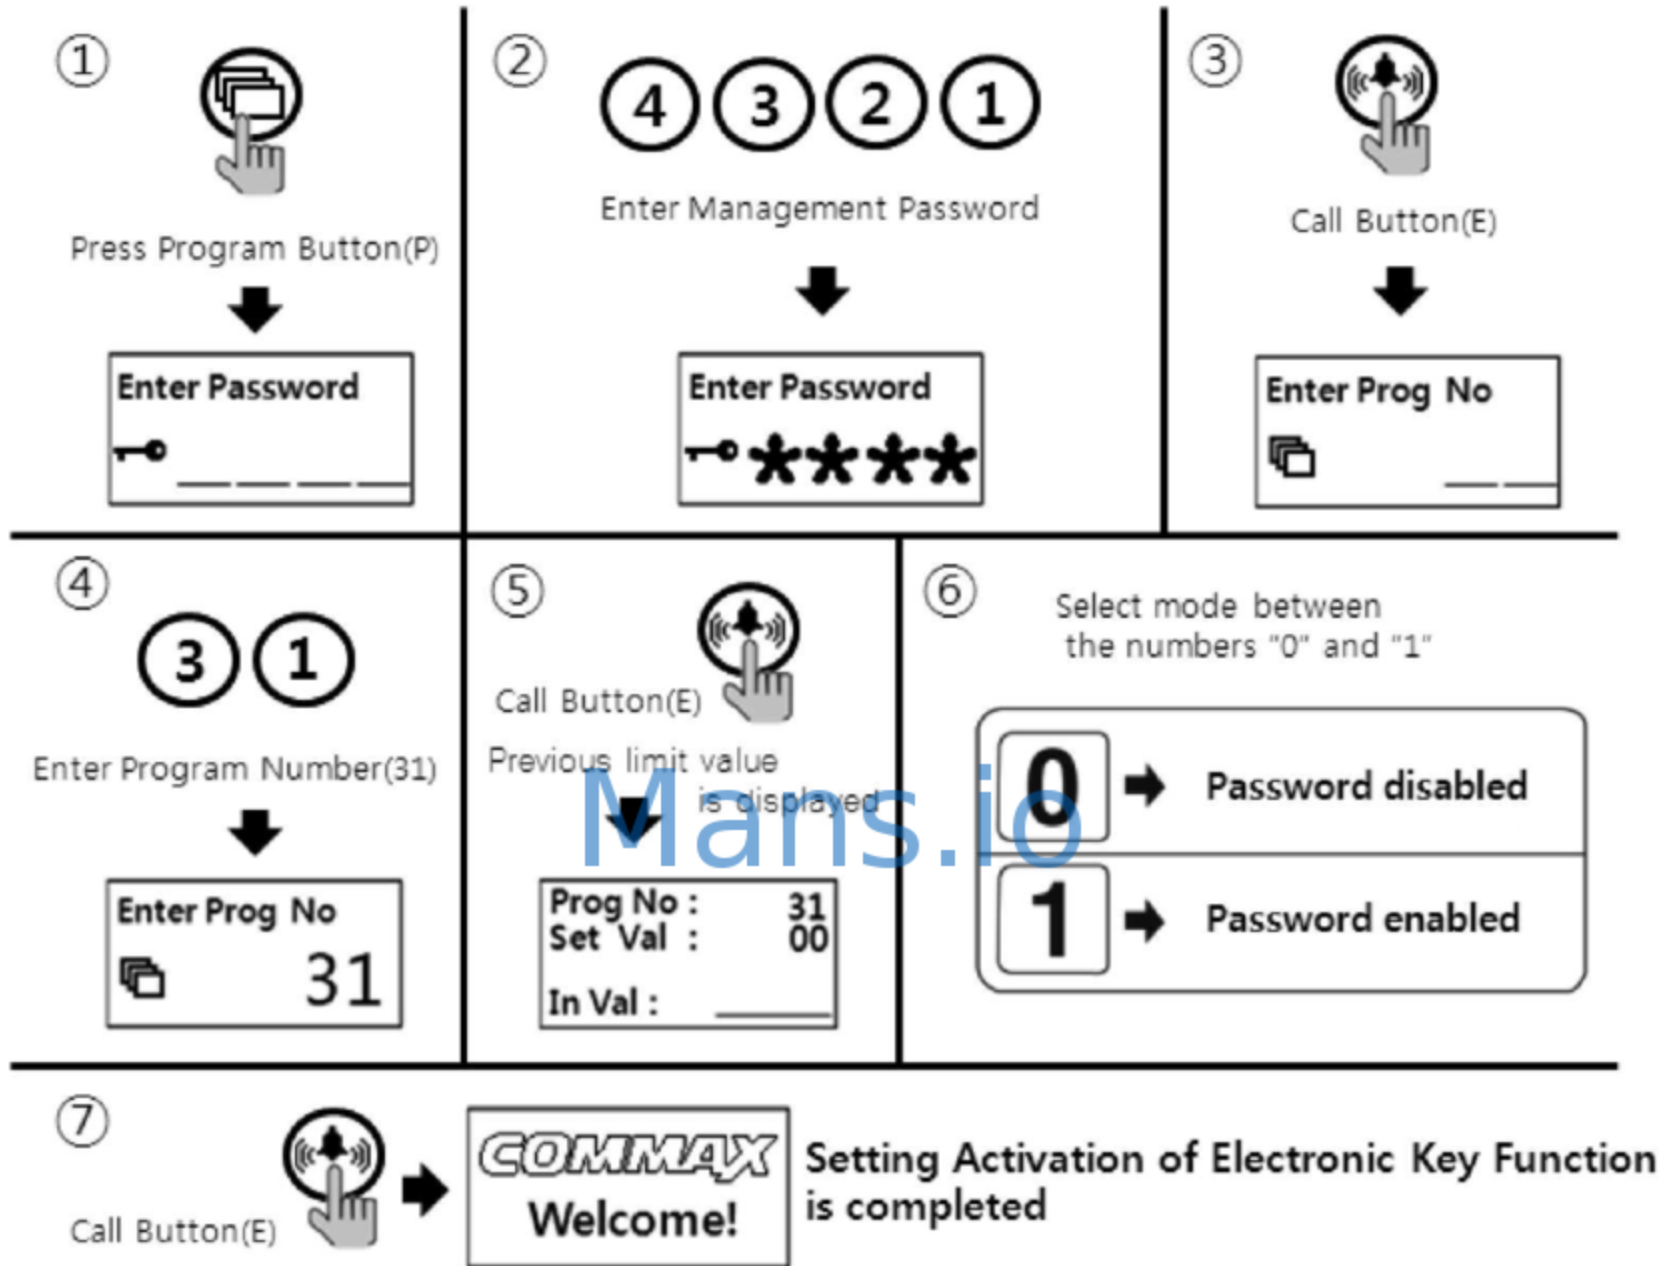 ①
Press Program Button(P)
Enter Password
②
4 3 2 1
Enter Management Password
Enter Password
③
Call Button(E)
Enter Prog No
④
3 1
Enter Program Number(31)
Enter Prog No
31
⑤
Call Button(E)
Previous limit value
is displayed
Prog No : 31
Set Val : 00
In Val :
⑥
Select mode between
the numbers "0" and "1"
0 Password disabled
1 Password enabled
Mans.io
⑦
Call Button(E)
COMMAX
Welcome!
Setting Activation of Electronic Key Function
is completed